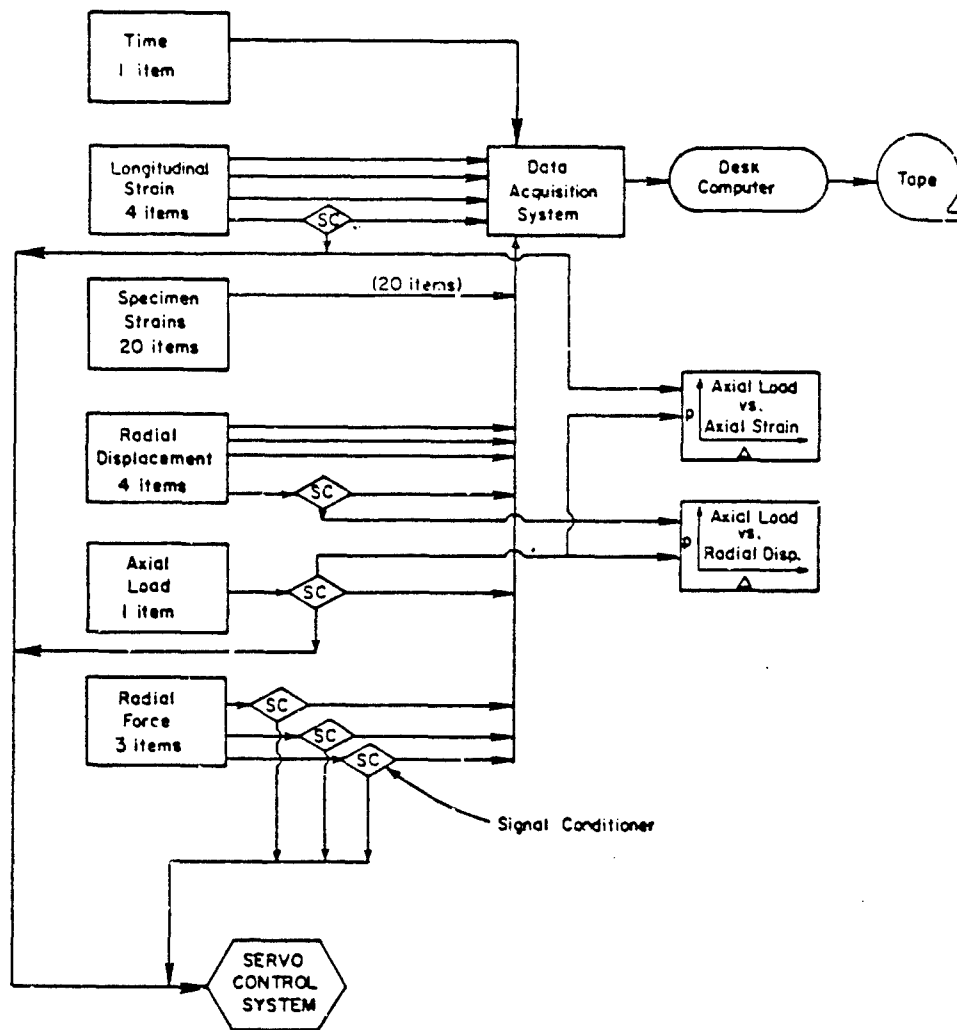 Time
1 item
Longitudinal
Strain
4 items
SC
Data
Acquisition
System
Desk
Computer
Tape
Specimen
Strains
20 items
(20 items)
Axial Load
vs.
Axial Strain
P
Radial
Displacement
4 items
SC
Axial Load
vs.
Radial Disp.
P
Axial
Load
1 item
SC
Radial
Force
3 items
SC
SC
SC
Signal Conditioner
SERVO
CONTROL
SYSTEM